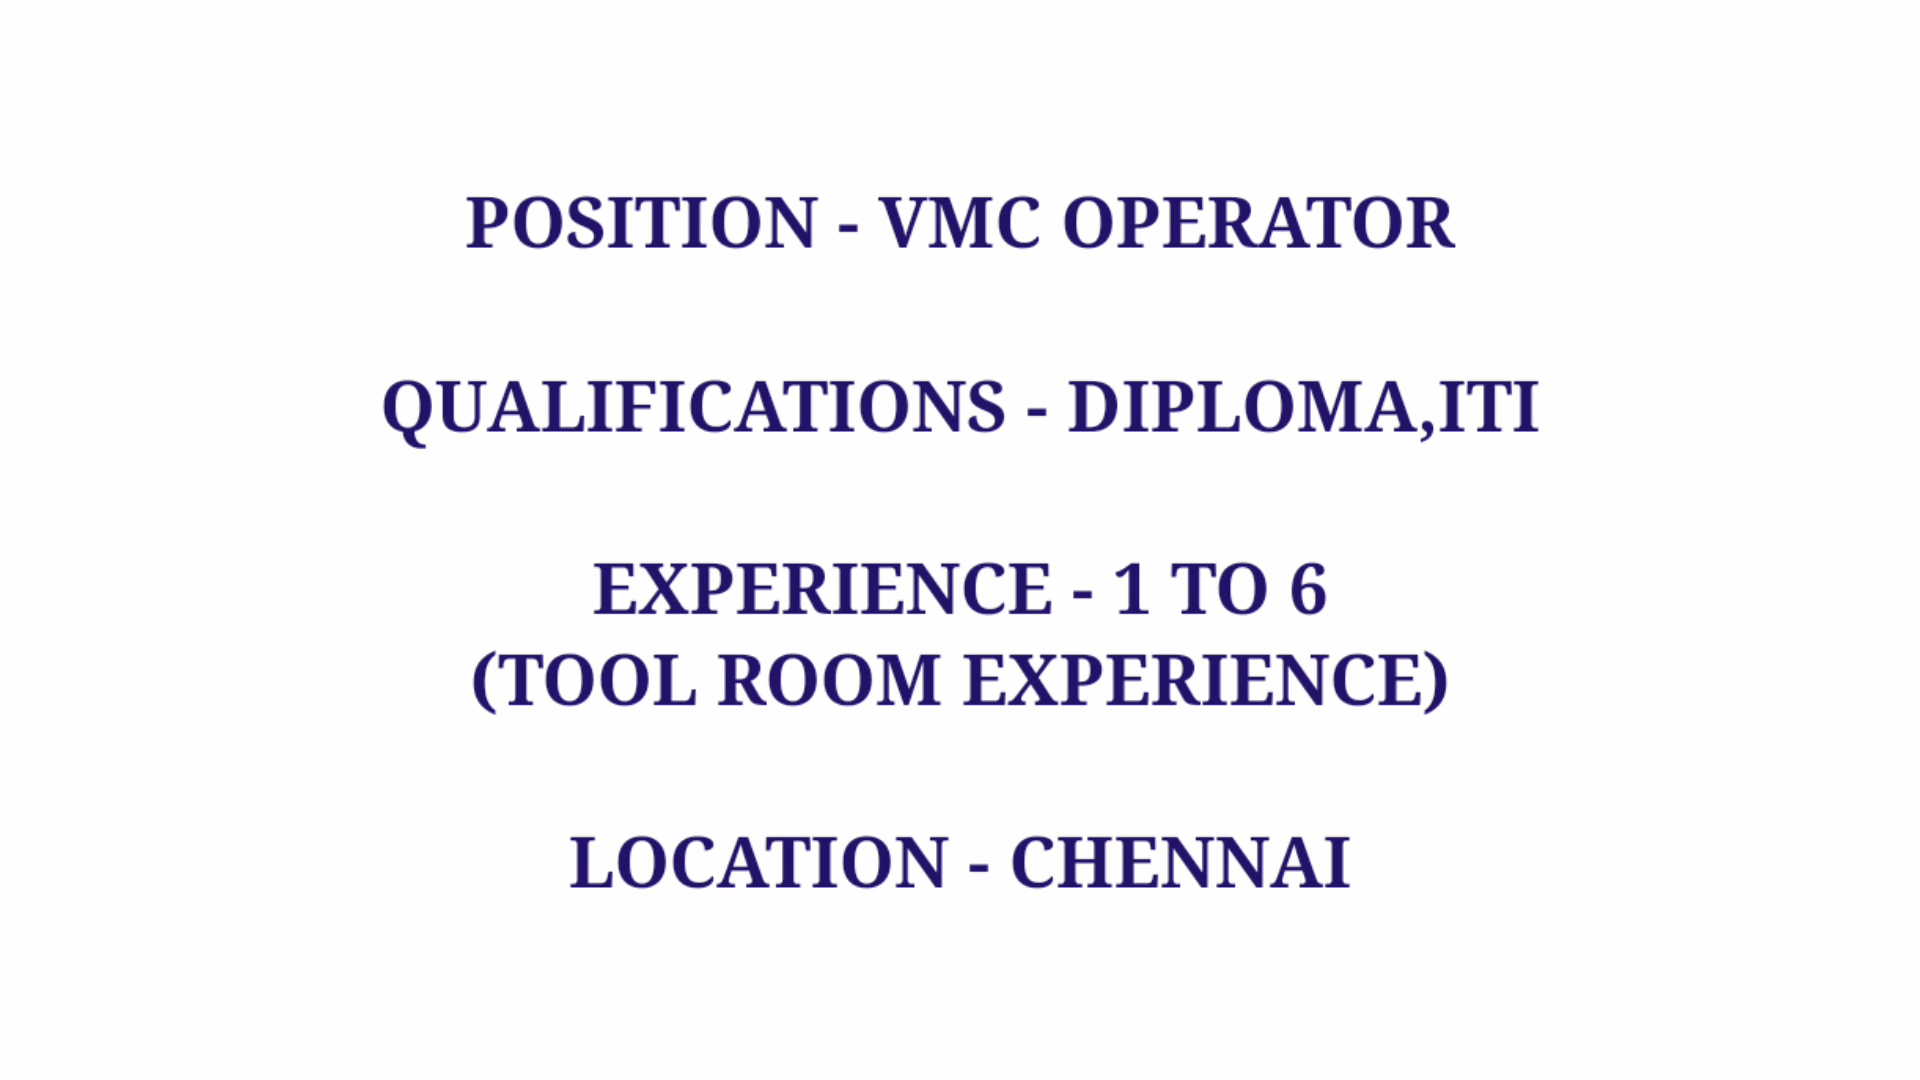 POSITION - VMC OPERATOR
QUALIFICATIONS - DIPLOMA,ITI
EXPERIENCE - 1 TO 6
(TOOL ROOM EXPERIENCE)
LOCATION - CHENNAI